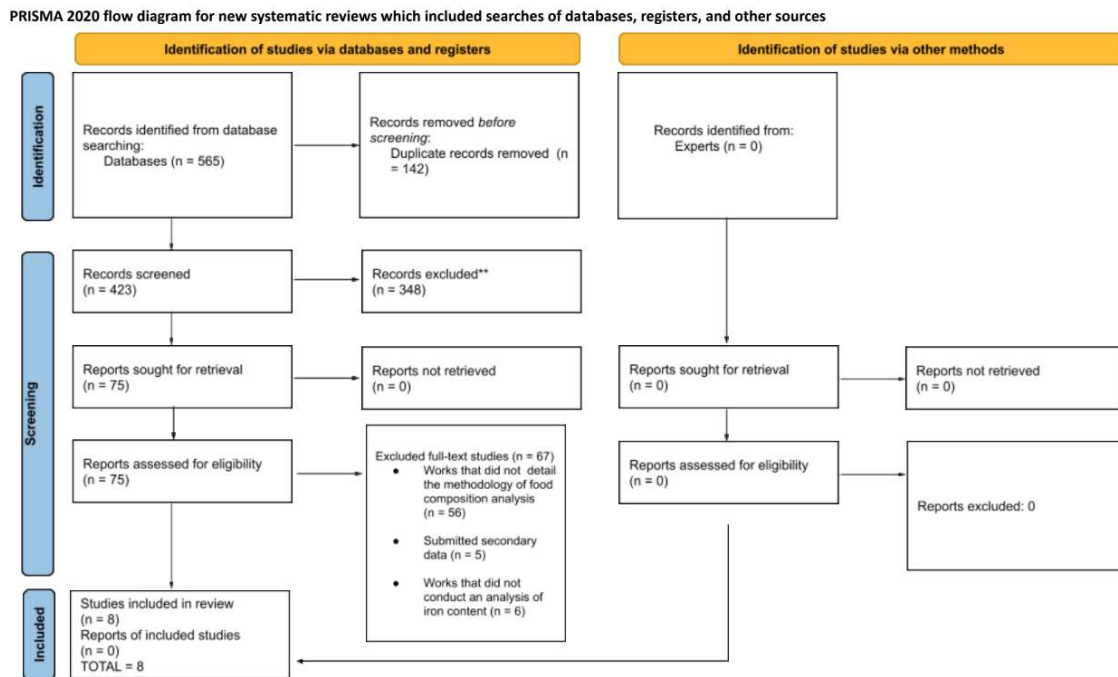 PRISMA 2020 flow diagram for new systematic reviews which included searches of databases, registers, and other sources
Identification of studies via databases and registers
Identification of studies via other methods
Identification
Records identified from database
searching:
Databases (n = 565)
Records removed before
screening:
Duplicate records removed (n
= 142)
Records identified from:
Experts (n = 0)
Screening
Records screened
(n = 423)
Records excluded**
(n = 348)
Reports sought for retrieval
(n = 75)
Reports not retrieved
(n = 0)
Reports sought for retrieval
(n = 0)
Reports not retrieved
(n = 0)
Reports assessed for eligibility
(n = 75)
Excluded full-text studies (n = 67)
● Works that did not detail
the methodology of food
composition analysis
(n = 56)
● Submitted secondary
data (n = 5)
● Works that did not
conduct an analysis of
iron content (n = 6)
Reports assessed for eligibility
(n = 0)
Reports excluded: 0
Included
Studies included in review
(n = 8)
Reports of included studies
(n = 0)
TOTAL = 8